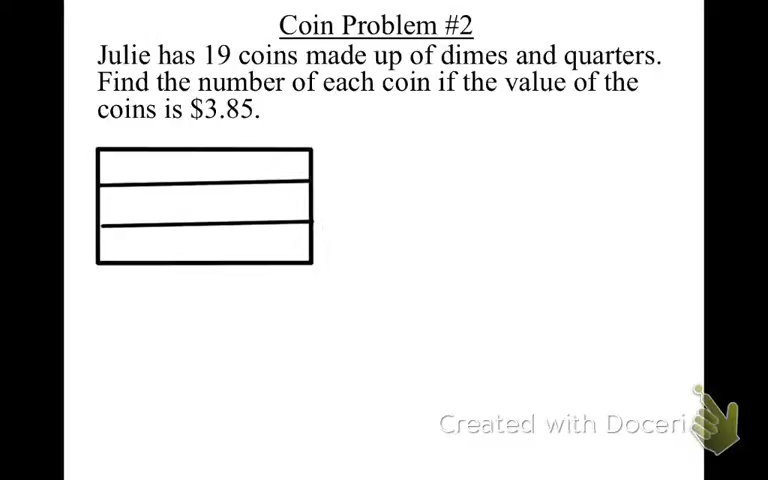 Coin Problem #2
Julie has 19 coins made up of dimes and quarters.
Find the number of each coin if the value of the
coins is $3.85.
Created with Doceri